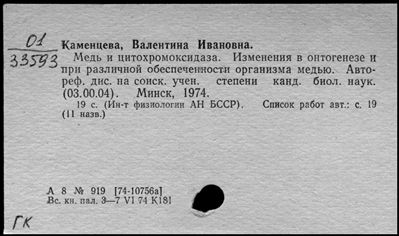 01
33593
Каменцева, Валентина Ивановна.
Медь и цитохромоксидаза. Изменения в онтогенезе и
при различной обеспеченности организма медью. Авто-
реф. дис. на соиск. учен. степени канд. биол. наук.
(03.00.04). Минск, 1974.
19 с. (Ин-т физиологии АН БССР). Список работ авт.: с. 19
(11 назв.)
А 8 № 919 [74-10756а]
Вс. кн. пал. 3—7 VI 74 К181
ГК